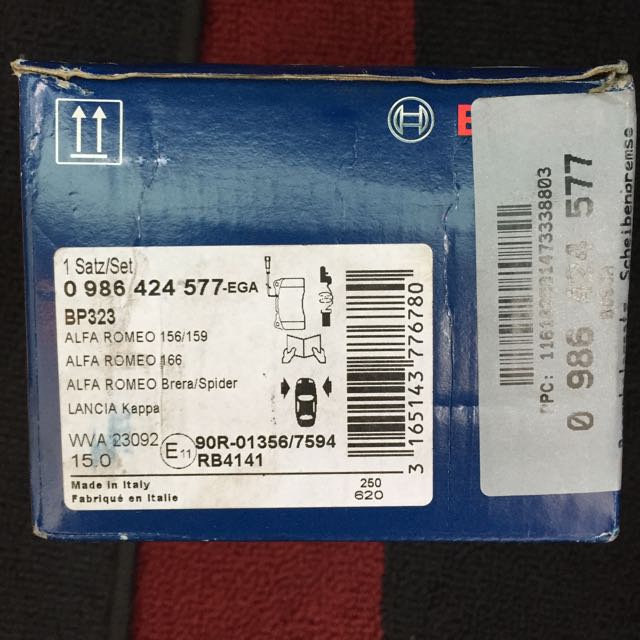 1 Satz/Set
0 986 424 577-EGA
BP323
ALFA ROMEO 156/159
ALFA ROMEO 166
ALFA ROMEO Brera/Spider
LANCIA Kappa
WVA 23092
15.0
E11
90R-01356/7594
RB4141
Made in Italy
Fabriqué en Italie
250
620
3 165143 776780
0 986 424 577
Scheibenbremse